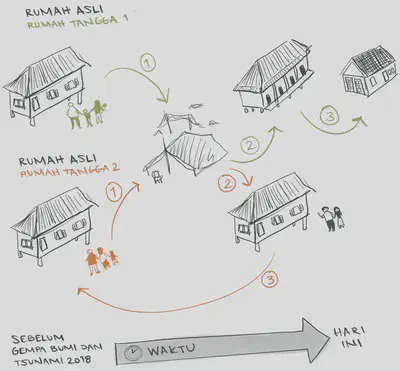 RUMAH ASLI
RUMAH TANGGA 1
1
3
2
RUMAH ASLI
RUMAH TANGGA 2
1
2
3
SEBELUM
GEMPA BUMI DAN
TSUNAMI 2018
WAKTU
HARI
INI